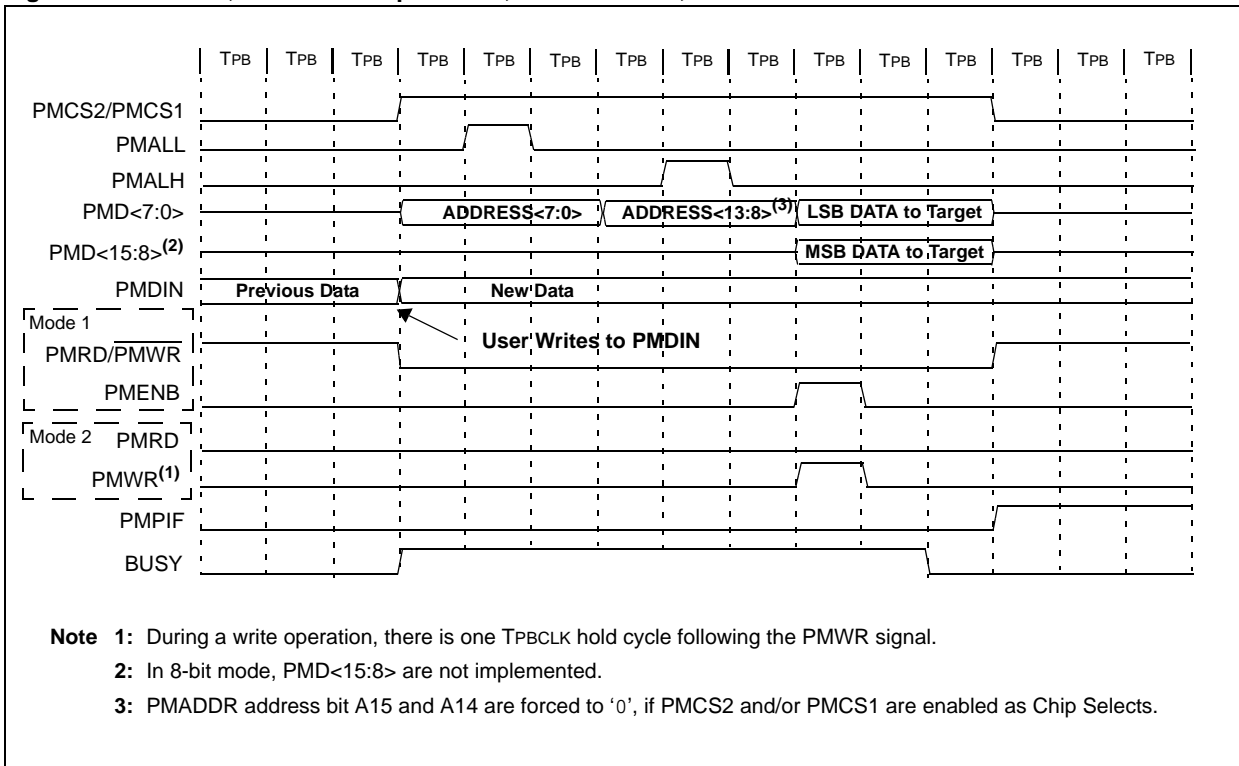 TPB TPB TPB TPB TPB TPB TPB TPB TPB TPB TPB TPB TPB TPB TPB
PMCS2/PMCS1
PMALL
PMALH
PMD<7:0> ADDRESS<7:0> ADDRESS<13:8>(3) LSB DATA to Target
PMD<15:8>(2) MSB DATA to Target
PMDIN Previous Data New Data
Mode 1
User Writes to PMDIN
PMRD/PMWR
PMENB
Mode 2 PMRD
PMWR(1)
PMPIF
BUSY
Note 1: During a write operation, there is one TPBCLK hold cycle following the PMWR signal.
2: In 8-bit mode, PMD<15:8> are not implemented.
3: PMADDR address bit A15 and A14 are forced to ‘0’, if PMCS2 and/or PMCS1 are enabled as Chip Selects.